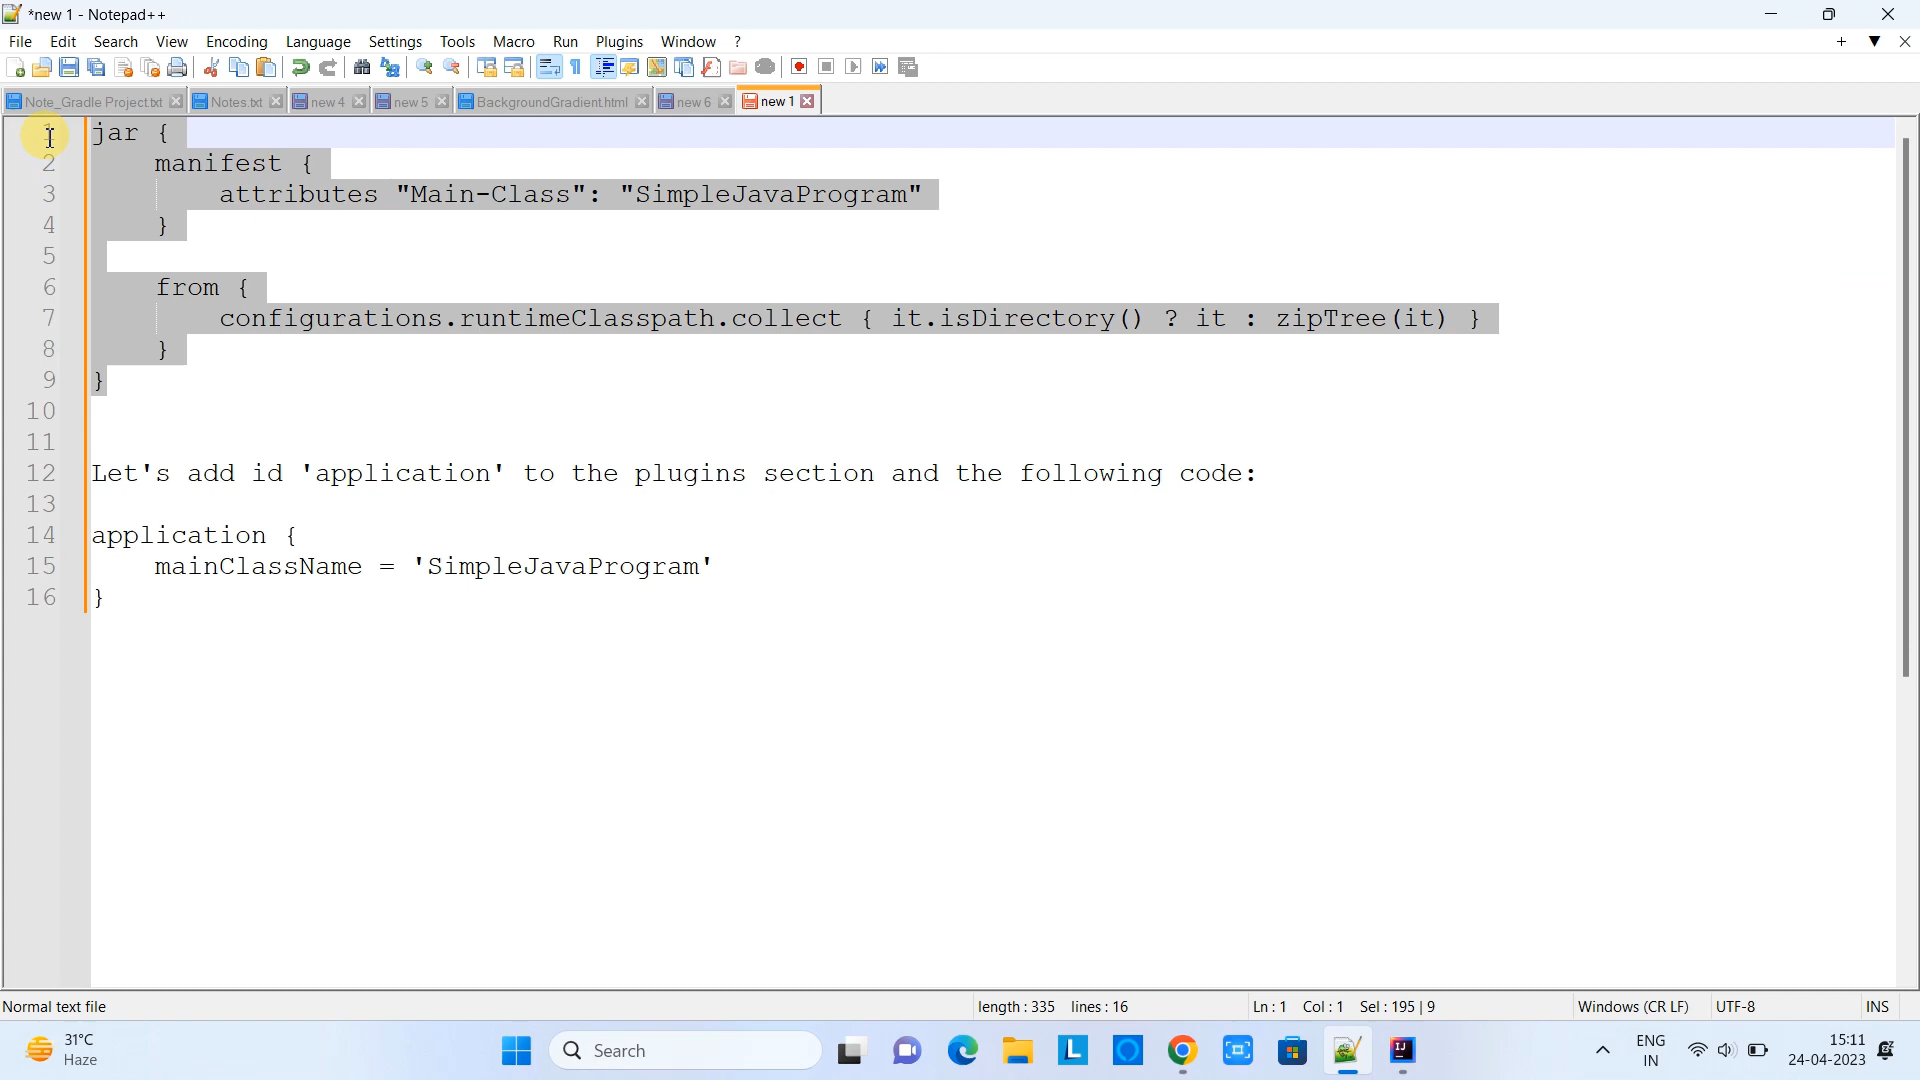 *new 1 - Notepad++
File Edit Search View Encoding Language Settings Tools Macro Run Plugins Window ?
Note_Gradle Project.txt Notes.txt new 4 new 5 BackgroundGradient.html new 6 new 1
1 jar {
2 manifest {
3 attributes "Main-Class": "SimpleJavaProgram"
4 }
5
6 from {
7 configurations.runtimeClasspath.collect { it.isDirectory() ? it : zipTree(it) }
8 }
9 }
10
11
12 Let's add id 'application' to the plugins section and the following code:
13
14 application {
15 mainClassName = 'SimpleJavaProgram'
16 }
Normal text file length : 335 lines : 16 Ln : 1 Col : 1 Sel : 195 | 9 Windows (CR LF) UTF-8 INS
31°C
Haze
Search
ENG
IN
15:11
24-04-2023